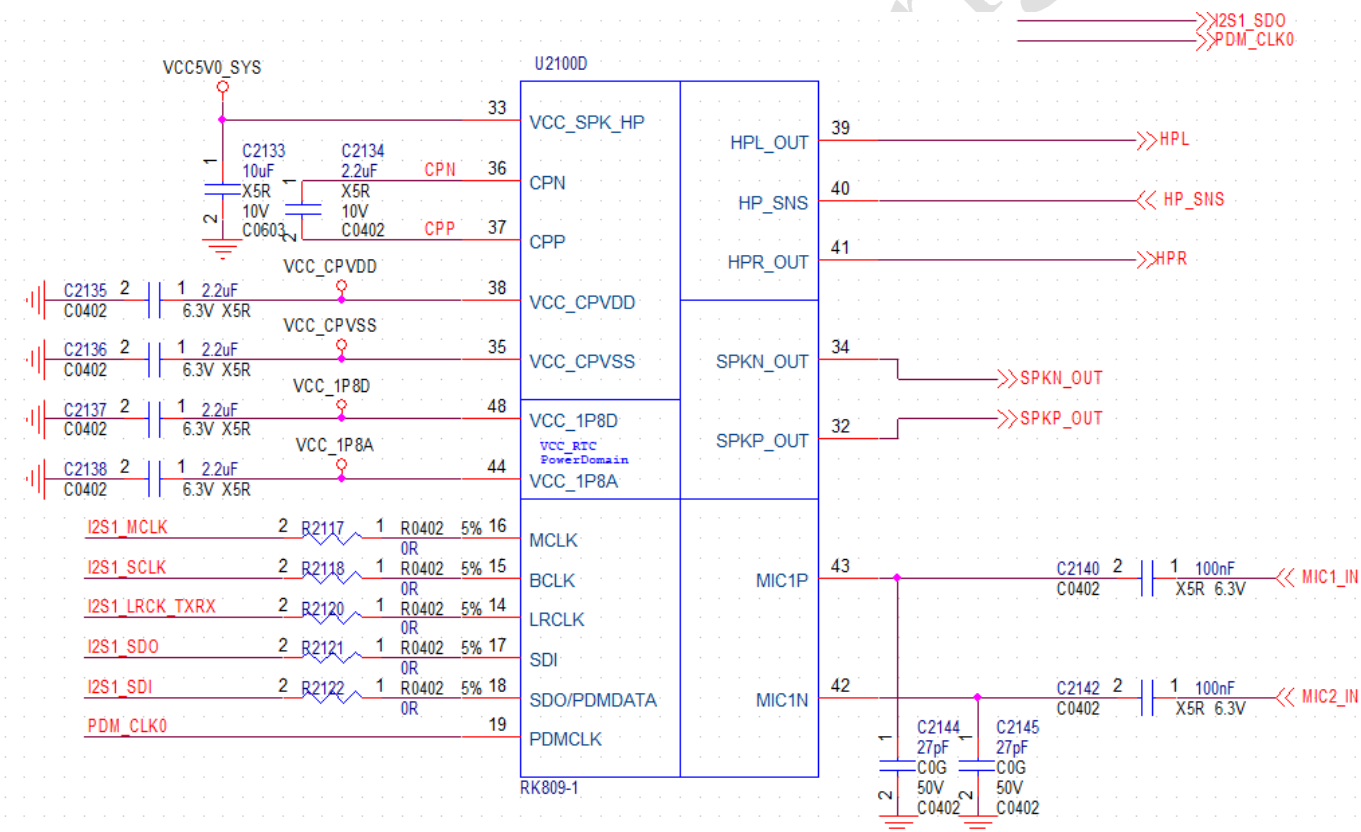 I2S1_SDO
PDM_CLK0
VCC5V0_SYS
U2100D
33
VCC_SPK_HP
HPL_OUT
39
HPL
C2133
10uF
X5R
10V
C0603
1
2
C2134
2.2uF
X5R
10V
C0402
1
2
CPN
36
CPN
HP_SNS
40
HP_SNS
CPP
37
CPP
HPR_OUT
41
HPR
VCC_CPVDD
C2135 2 1 2.2uF
C0402 6.3V X5R
38
VCC_CPVDD
VCC_CPVSS
C2136 2 1 2.2uF
C0402 6.3V X5R
35
VCC_CPVSS
SPKN_OUT
34
SPKN_OUT
VCC_1P8D
C2137 2 1 2.2uF
C0402 6.3V X5R
48
VCC_1P8D
VCC_RTC
PowerDomain
SPKP_OUT
32
SPKP_OUT
VCC_1P8A
C2138 2 1 2.2uF
C0402 6.3V X5R
44
VCC_1P8A
I2S1_MCLK 2 R2117 1 R0402 5% 16
0R
MCLK
I2S1_SCLK 2 R2118 1 R0402 5% 15
0R
BCLK
I2S1_LRCK_TXRX 2 R2120 1 R0402 5% 14
0R
LRCLK
I2S1_SDO 2 R2121 1 R0402 5% 17
0R
SDI
I2S1_SDI 2 R2122 1 R0402 5% 18
0R
SDO/PDMDATA
PDM_CLK0 19
PDMCLK
MIC1P
43
C2140 2 1 100nF
C0402 X5R 6.3V
MIC1_IN
MIC1N
42
C2142 2 1 100nF
C0402 X5R 6.3V
MIC2_IN
C2144
27pF
C0G
50V
C0402
1
2
C2145
27pF
C0G
50V
C0402
1
2
RK809-1